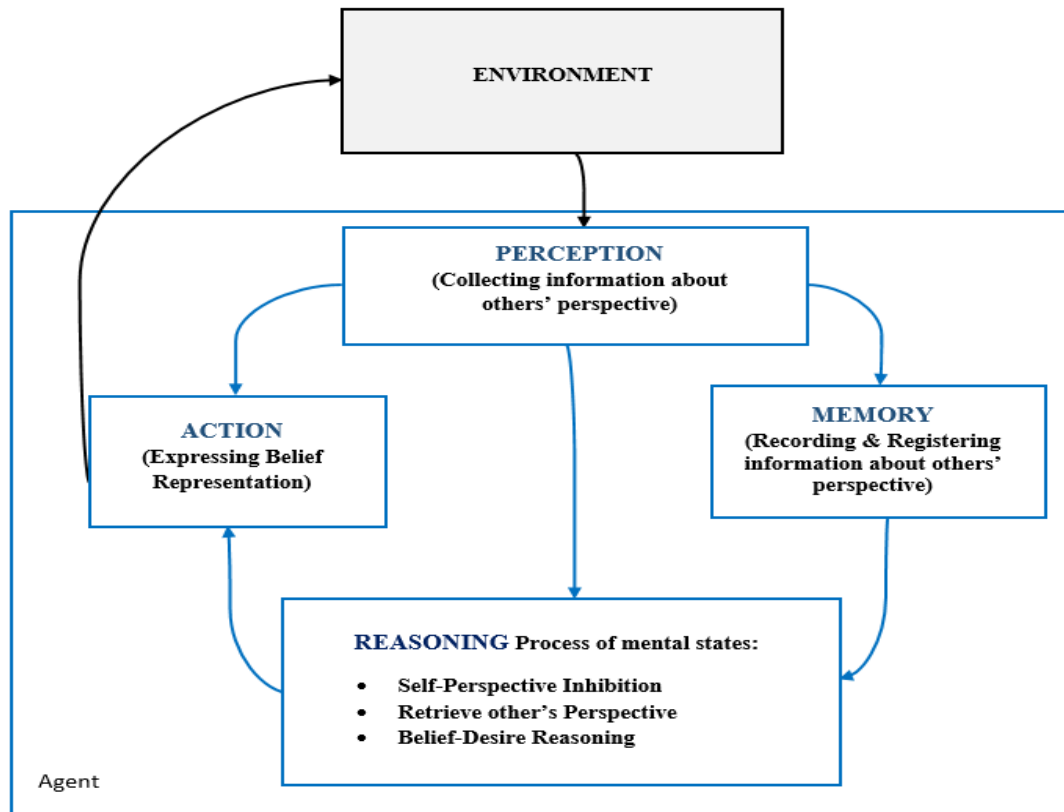 ENVIRONMENT
PERCEPTION
(Collecting information about
others’ perspective)
ACTION
(Expressing Belief
Representation)
MEMORY
(Recording & Registering
information about others’
perspective)
REASONING Process of mental states:
• Self-Perspective Inhibition
• Retrieve other’s Perspective
• Belief-Desire Reasoning
Agent